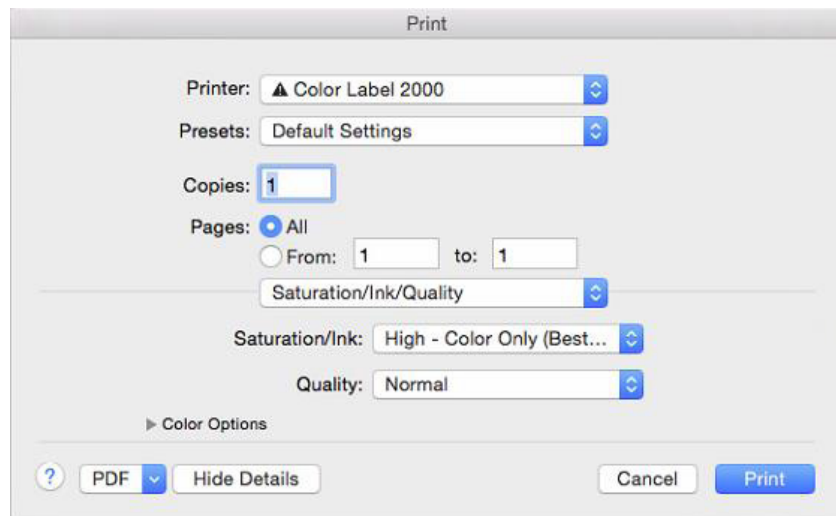 Print
Printer: Color Label 2000
Presets: Default Settings
Copies: 1
Pages: All
From: 1 to: 1
Saturation/Ink/Quality
Saturation/Ink: High - Color Only (Best...
Quality: Normal
Color Options
? PDF Hide Details Cancel Print